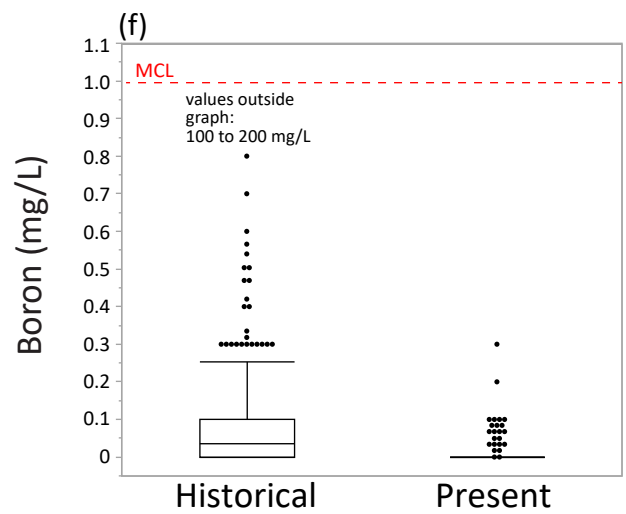 (f)
1.1
MCL
1.0
values outside
graph:
100 to 200 mg/L
0.9
0.8
0.7
0.6
0.5
0.4
0.3
0.2
0.1
0
Boron (mg/L)
Historical
Present